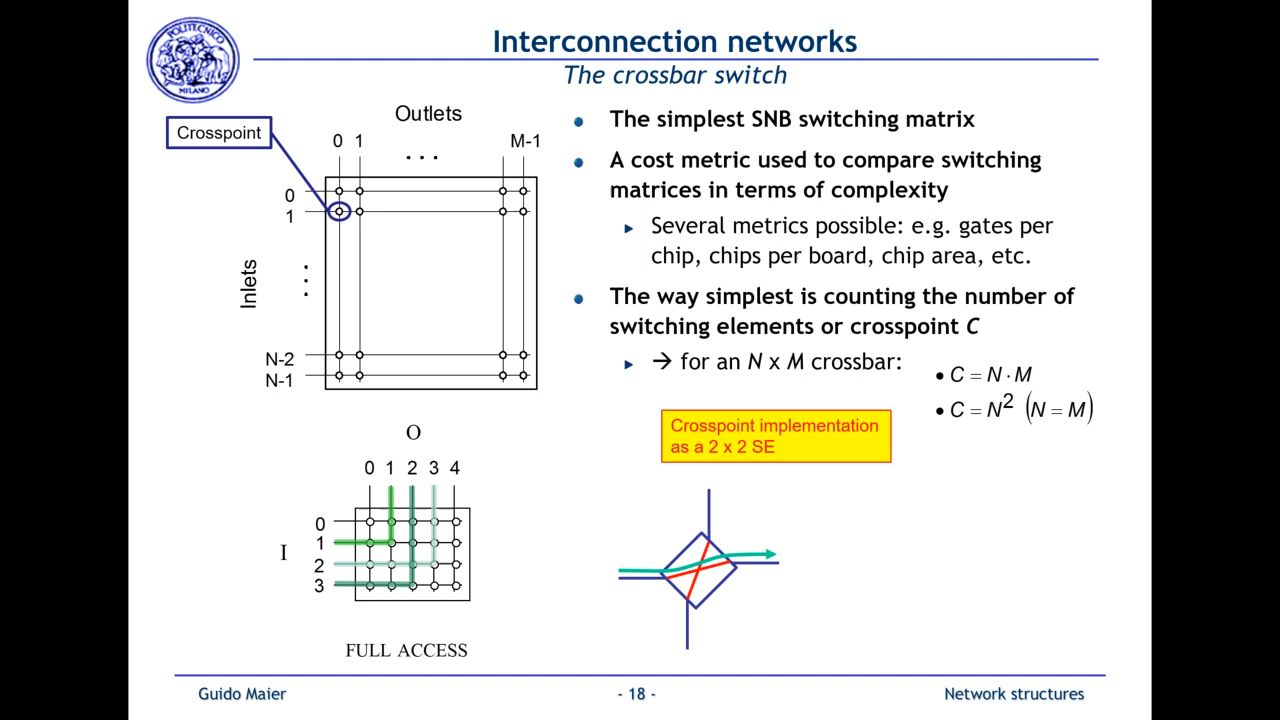 POLITECNICO
MILANO
Interconnection networks
The crossbar switch
Crosspoint
Outlets
0 1 . . . M-1
0
1
Inlets
. . .
N-2
N-1
O
0 1 2 3 4
I
0
1
2
3
FULL ACCESS
• The simplest SNB switching matrix
• A cost metric used to compare switching
matrices in terms of complexity
▸ Several metrics possible: e.g. gates per
chip, chips per board, chip area, etc.
• The way simplest is counting the number of
switching elements or crosspoint C
▸ → for an N x M crossbar:
• C = N · M
• C = N² (N = M)
Crosspoint implementation
as a 2 x 2 SE
Guido Maier
- 18 -
Network structures